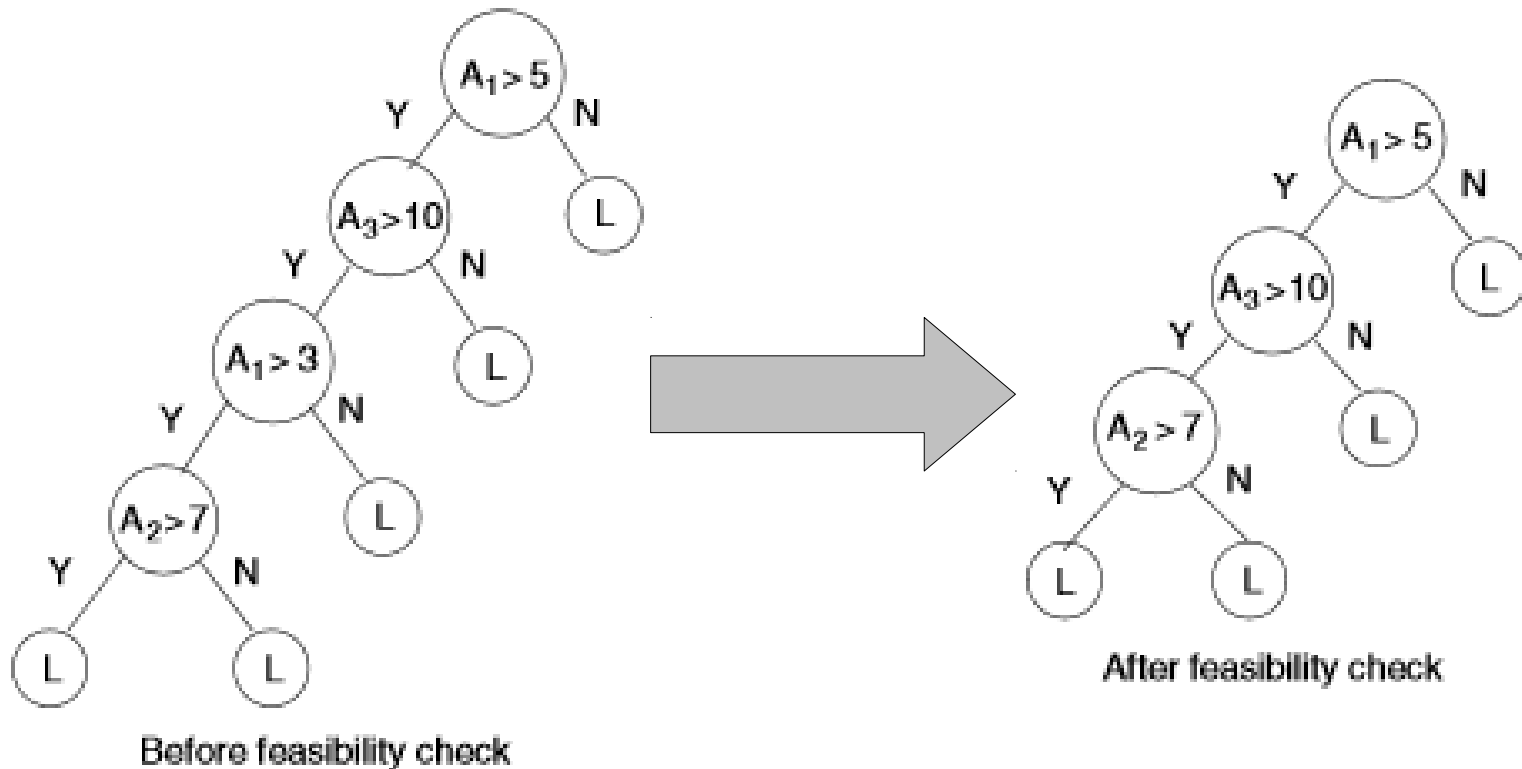 A₁ > 5
Y
N
A₃>10
L
Y
N
A₁ > 3
L
Y
N
A₂ > 7
L
Y
N
L
L
Before feasibility check
A₁ > 5
Y
N
A₃>10
L
Y
N
A₂ > 7
L
Y
N
L
L
After feasibility check